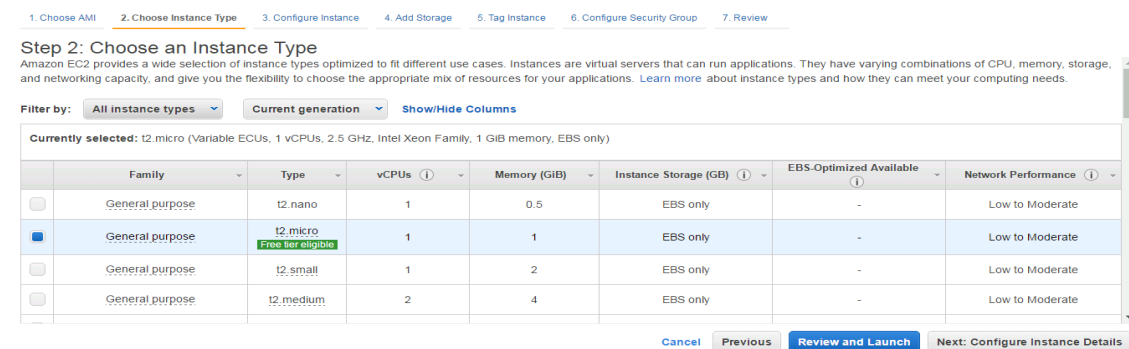 1. Choose AMI 2. Choose Instance Type 3. Configure Instance 4. Add Storage 5. Tag Instance 6. Configure Security Group 7. Review
Step 2: Choose an Instance Type
Amazon EC2 provides a wide selection of instance types optimized to fit different use cases. Instances are virtual servers that can run applications. They have varying combinations of CPU, memory, storage,
and networking capacity, and give you the flexibility to choose the appropriate mix of resources for your applications. Learn more about instance types and how they can meet your computing needs.
Filter by: All instance types Current generation Show/Hide Columns
Currently selected: t2.micro (Variable ECUs, 1 vCPUs, 2.5 GHz, Intel Xeon Family, 1 GiB memory, EBS only)
Family Type vCPUs i Memory (GiB) Instance Storage (GB) i EBS-Optimized Available i Network Performance i
General purpose t2.nano 1 0.5 EBS only - Low to Moderate
General purpose t2.micro Free tier eligible 1 1 EBS only - Low to Moderate
General purpose t2.small 1 2 EBS only - Low to Moderate
General purpose t2.medium 2 4 EBS only - Low to Moderate
Cancel Previous Review and Launch Next: Configure Instance Details